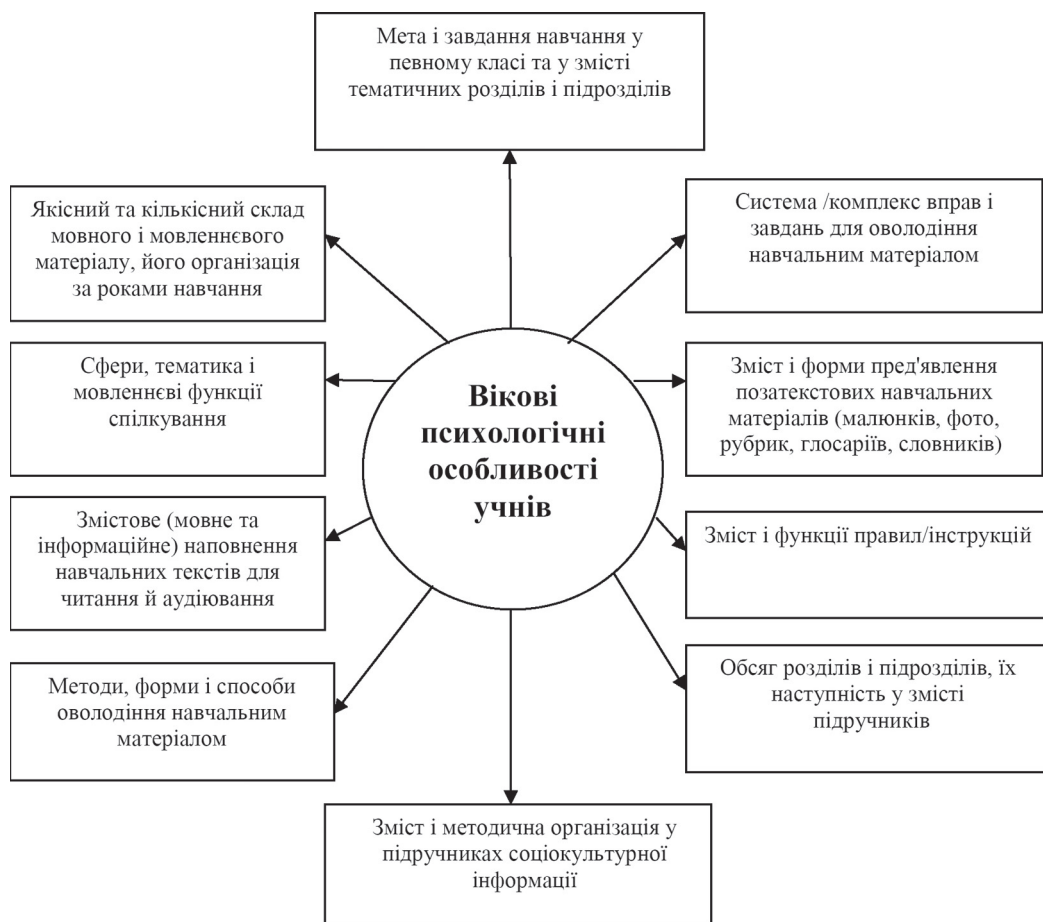 Мета і завдання навчання у
певному класі та у змісті
тематичних розділів і підрозділів
Якісний та кількісний склад
мовного і мовленнєвого
матеріалу, його організація
за роками навчання
Система /комплекс вправ і
завдань для оволодіння
навчальним матеріалом
Сфери, тематика і
мовленнєві функції
спілкування
Вікові
психологічні
особливості
учнів
Зміст і форми пред'явлення
позатекстових навчальних
матеріалів (малюнків, фото,
рубрик, глосаріїв, словників)
Змістове (мовне та
інформаційне) наповнення
навчальних текстів для
читання й аудіювання
Зміст і функції правил/інструкцій
Методи, форми і способи
оволодіння навчальним
матеріалом
Обсяг розділів і підрозділів, їх
наступність у змісті
підручників
Зміст і методична організація у
підручниках соціокультурної
інформації